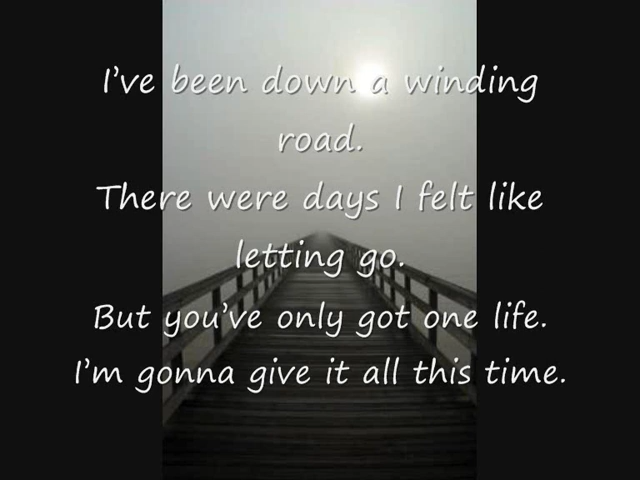 I've been down a winding
road.
There were days I felt like
letting go.
But you've only got one life.
I'm gonna give it all this time.